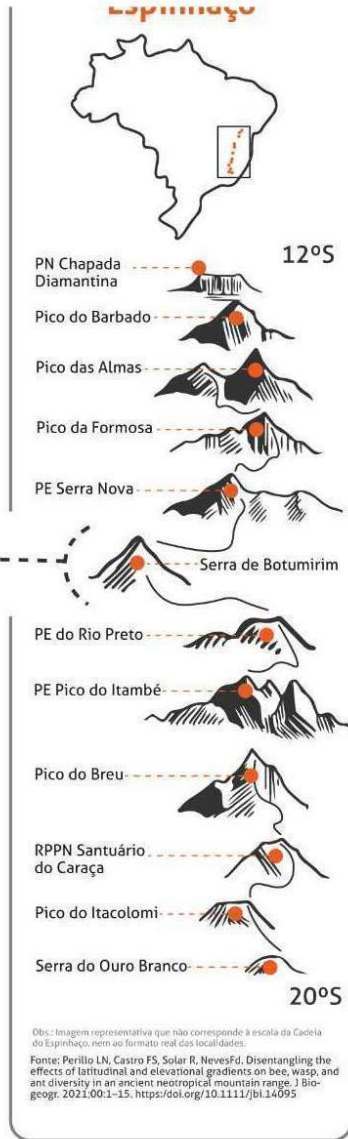 Espinhaço
12ºS
PN Chapada
Diamantina
Pico do Barbado
Pico das Almas
Pico da Formosa
PE Serra Nova
Serra de Botumirim
PE do Rio Preto
PE Pico do Itambé
Pico do Breu
RPPN Santuário
do Caraça
Pico do Itacolomi
Serra do Ouro Branco
20ºS
Obs.: Imagem representativa que não corresponde à escala da Cadeia
do Espinhaço, nem ao formato real das localidades.
Fonte: Perillo LN, Castro FS, Solar R, NevesFd. Disentangling the
effects of latitudinal and elevational gradients on bee, wasp, and
ant diversity in an ancient neotropical mountain range. J Bio-
geogr. 2021;00:1–15. https:/doi.org/10.1111/jbi.14095